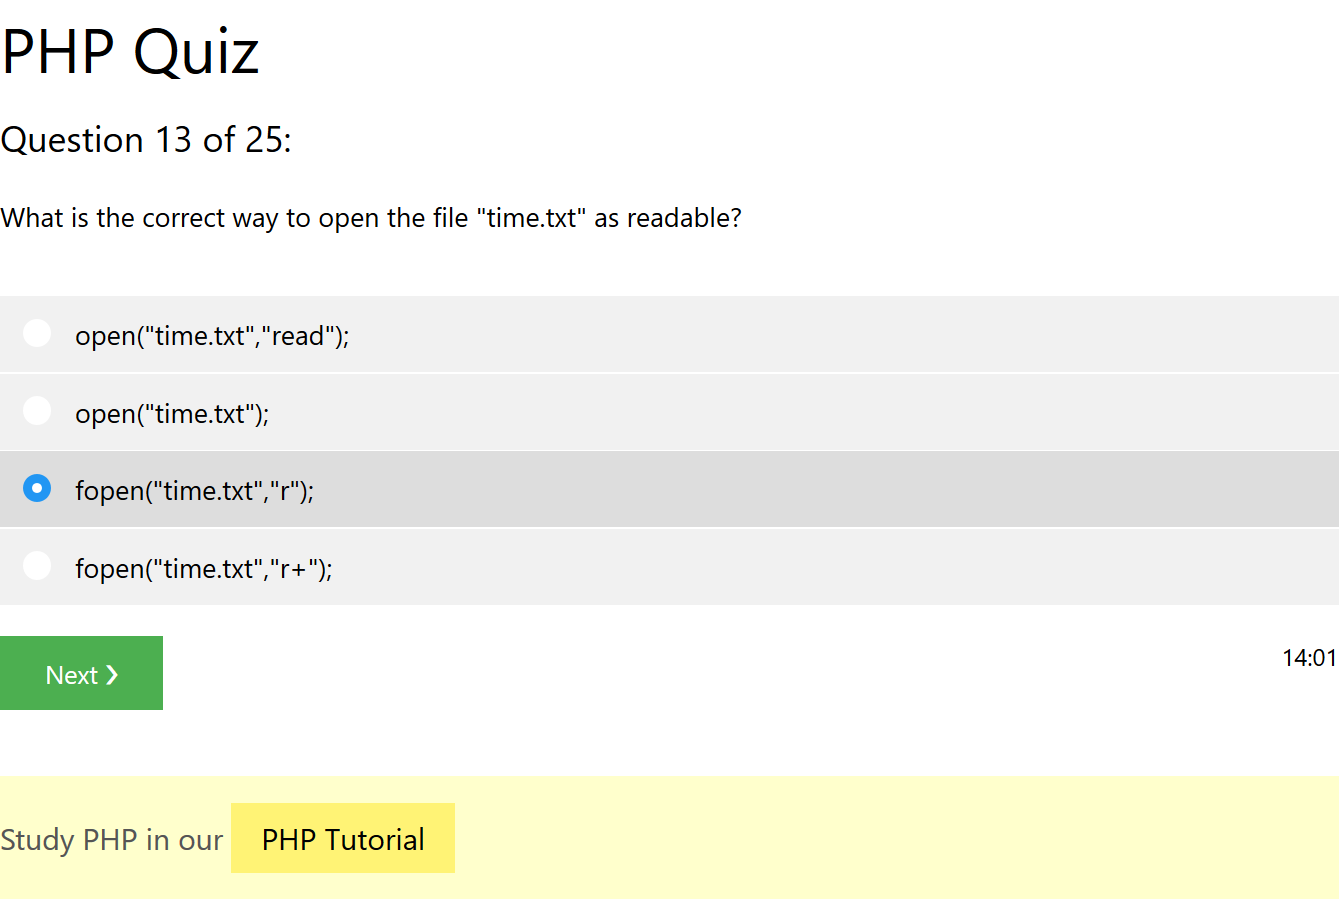 PHP Quiz
Question 13 of 25:
What is the correct way to open the file "time.txt" as readable?
open("time.txt","read");
open("time.txt");
fopen("time.txt","r");
fopen("time.txt","r+");
Next ❯
14:01
Study PHP in our PHP Tutorial